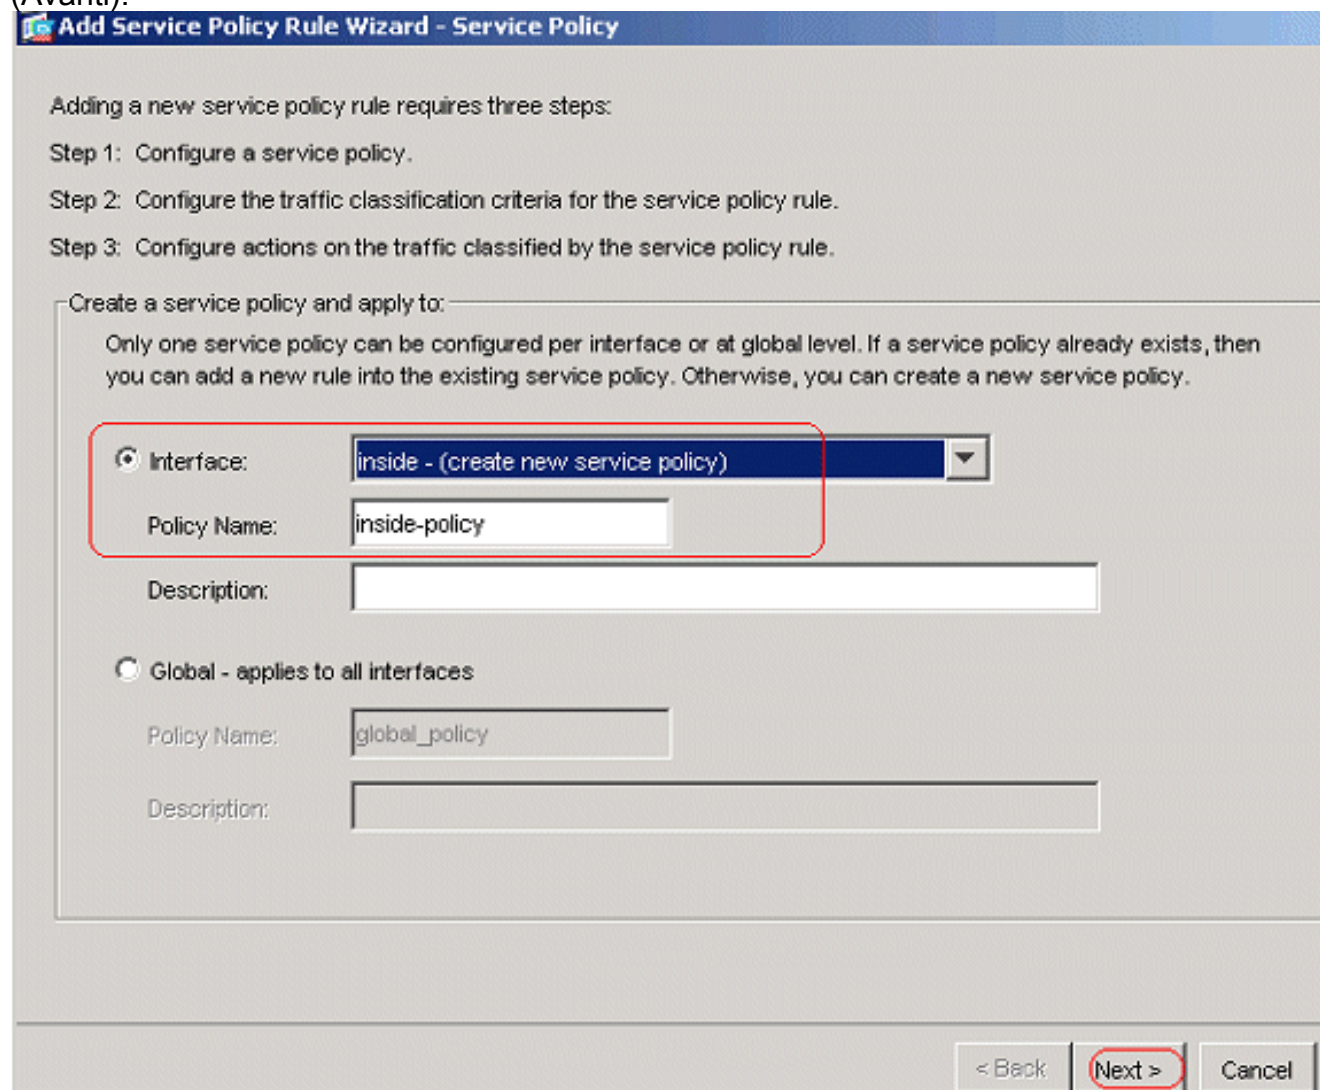 (Avanti).
Add Service Policy Rule Wizard - Service Policy
Adding a new service policy rule requires three steps:
Step 1: Configure a service policy.
Step 2: Configure the traffic classification criteria for the service policy rule.
Step 3: Configure actions on the traffic classified by the service policy rule.
Create a service policy and apply to:
Only one service policy can be configured per interface or at global level. If a service policy already exists, then
you can add a new rule into the existing service policy. Otherwise, you can create a new service policy.
Interface: inside - (create new service policy)
Policy Name: inside-policy
Description:
Global - applies to all interfaces
Policy Name: global_policy
Description:
< Back Next > Cancel